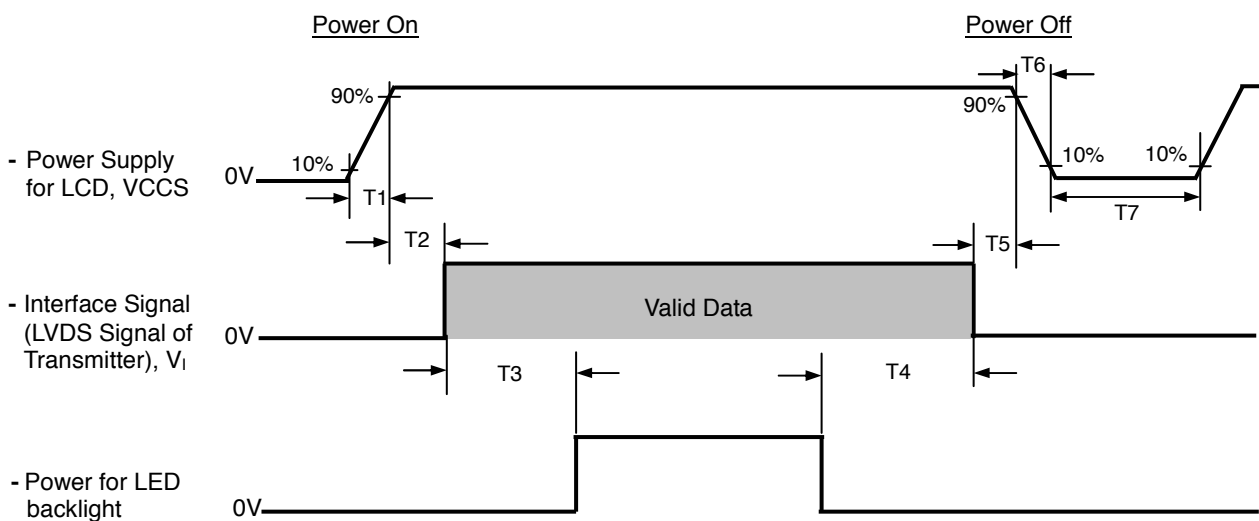 Power On
Power Off
T6
90%
90%
- Power Supply
for LCD, VCCS
0V
10%
10%
10%
T1
T7
T2
T5
- Interface Signal
(LVDS Signal of
Transmitter), VI
0V
Valid Data
T3
T4
- Power for LED
backlight
0V